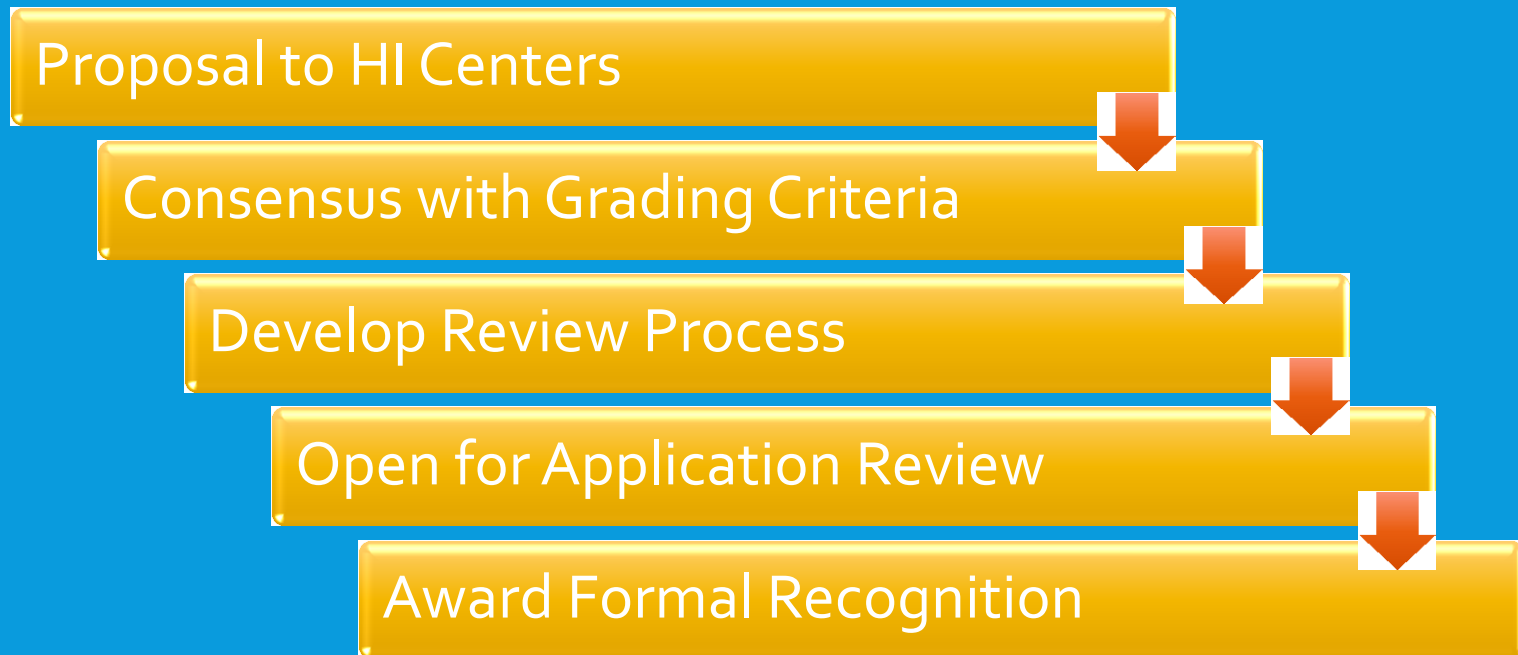 Proposal to HI Centers
Consensus with Grading Criteria
Develop Review Process
Open for Application Review
Award Formal Recognition